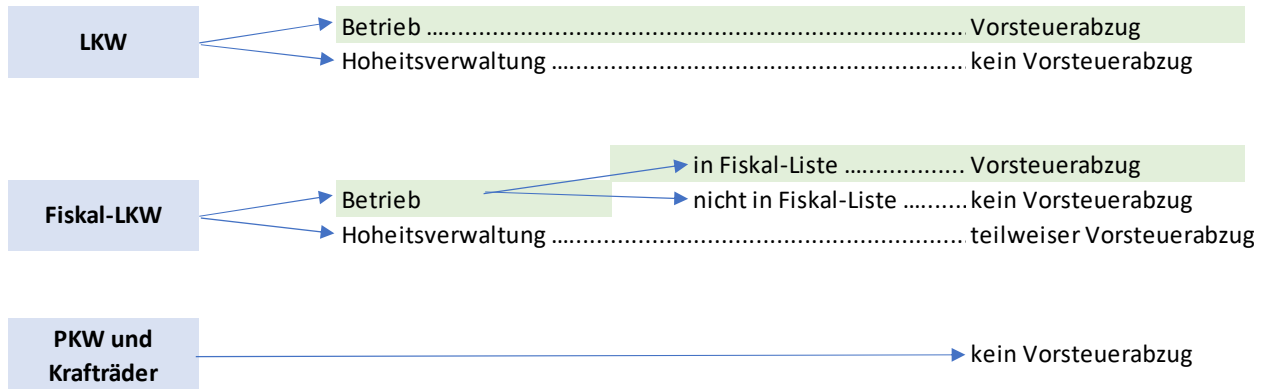 LKW
Betrieb ................................................................................ Vorsteuerabzug
Hoheitsverwaltung ............................................................. kein Vorsteuerabzug
Fiskal-LKW
in Fiskal-Liste .................. Vorsteuerabzug
Betrieb
nicht in Fiskal-Liste ......... kein Vorsteuerabzug
Hoheitsverwaltung ............................................................. teilweiser Vorsteuerabzug
PKW und
Krafträder
kein Vorsteuerabzug